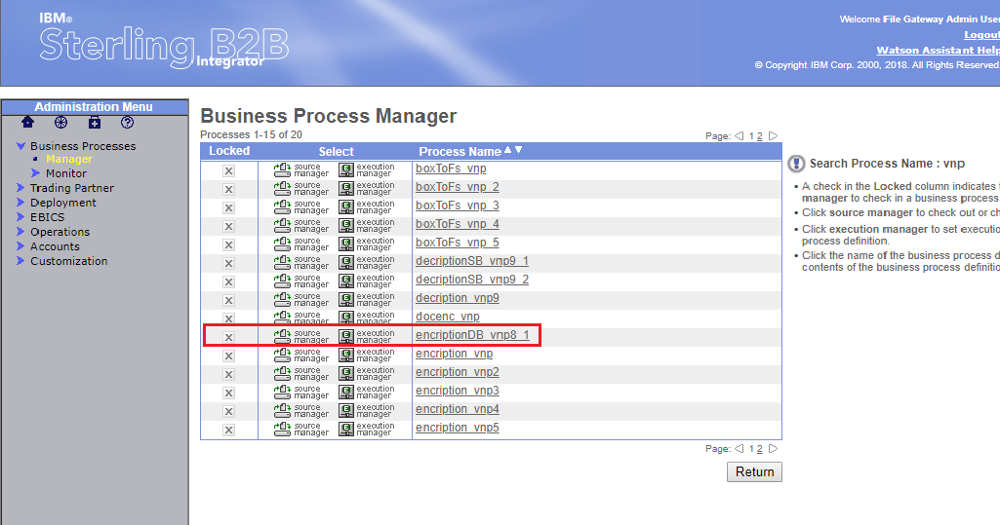 IBM®
Sterling B2B
Integrator
Welcome File Gateway Admin User
Logout
Watson Assistant Help
© Copyright IBM Corp. 2000, 2018. All Rights Reserved
Administration Menu
Business Processes
Manager
Monitor
Trading Partner
Deployment
EBICS
Operations
Accounts
Customization
Business Process Manager
Processes 1-15 of 20
Page: 1 2
Locked Select Process Name
X source manager execution manager boxToFs_vnp
X source manager execution manager boxToFs_vnp_2
X source manager execution manager boxToFs_vnp_3
X source manager execution manager boxToFs_vnp_4
X source manager execution manager boxToFs_vnp_5
X source manager execution manager decriptionSB_vnp9_1
X source manager execution manager decriptionSB_vnp9_2
X source manager execution manager decription_vnp9
X source manager execution manager docenc_vnp
X source manager execution manager encriptionDB_vnp8_1
X source manager execution manager encription_vnp
X source manager execution manager encription_vnp2
X source manager execution manager encription_vnp3
X source manager execution manager encription_vnp4
X source manager execution manager encription_vnp5
Page: 1 2
Return
Search Process Name : vnp
• A check in the Locked column indicates
manager to check in a business process
• Click source manager to check out or
• Click execution manager to set
process definition.
• Click the name of the business process
contents of the business process